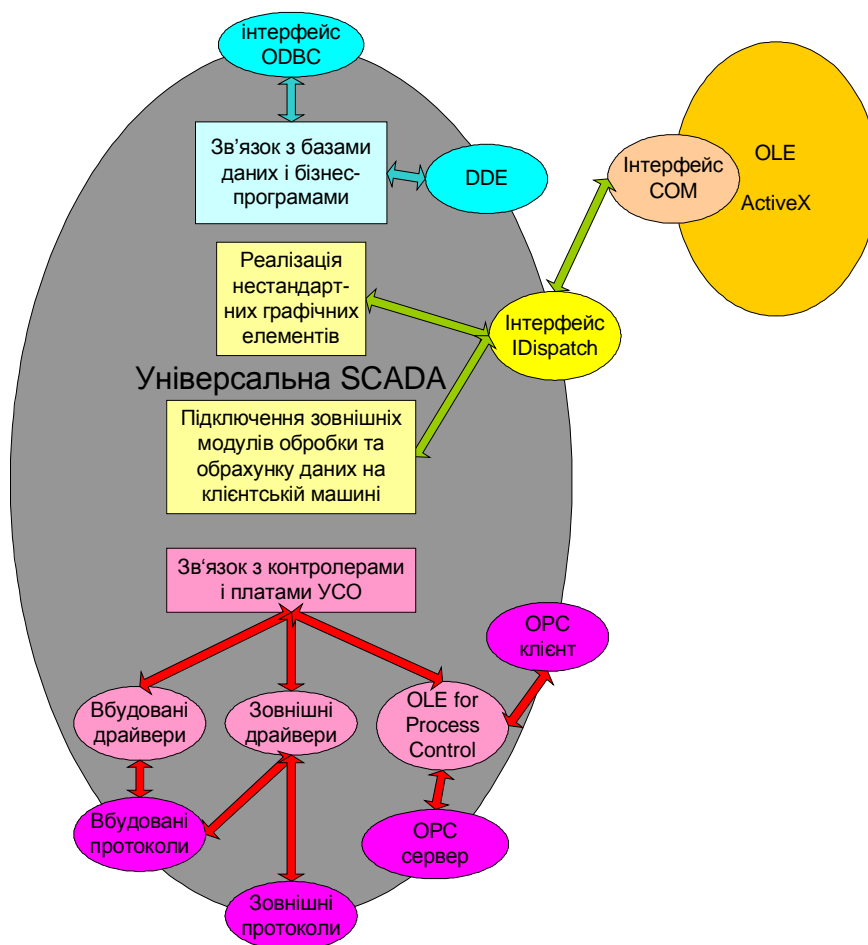 інтерфейс
ODBC
Зв’язок з базами
даних і бізнес-
програмами
DDE
Інтерфейс
COM
OLE
ActiveX
Реалізація
нестандарт-
них графічних
елементів
Інтерфейс
IDispatch
Універсальна SCADA
Підключення зовнішніх
модулів обробки та
обрахунку даних на
клієнтській машині
Зв‘язок з контролерами
і платами УСО
OPC
клієнт
Вбудовані
драйвери
Зовнішні
драйвери
OLE for
Process
Control
Вбудовані
протоколи
OPC
сервер
Зовнішні
протоколи